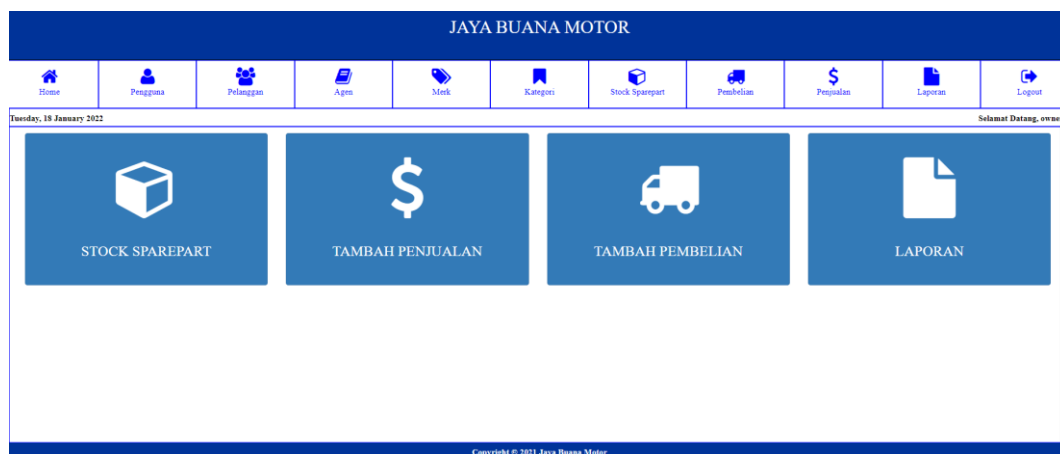 JAYA BUANA MOTOR
Home Pengguna Pelanggan Agen Merk Kategori Stock Sparepart Pembelian Penjualan Laporan Logout
Tuesday, 18 January 2022 Selamat Datang, owne
STOCK SPAREPART TAMBAH PENJUALAN TAMBAH PEMBELIAN LAPORAN
Copyright © 2021 Jaya Buana Motor